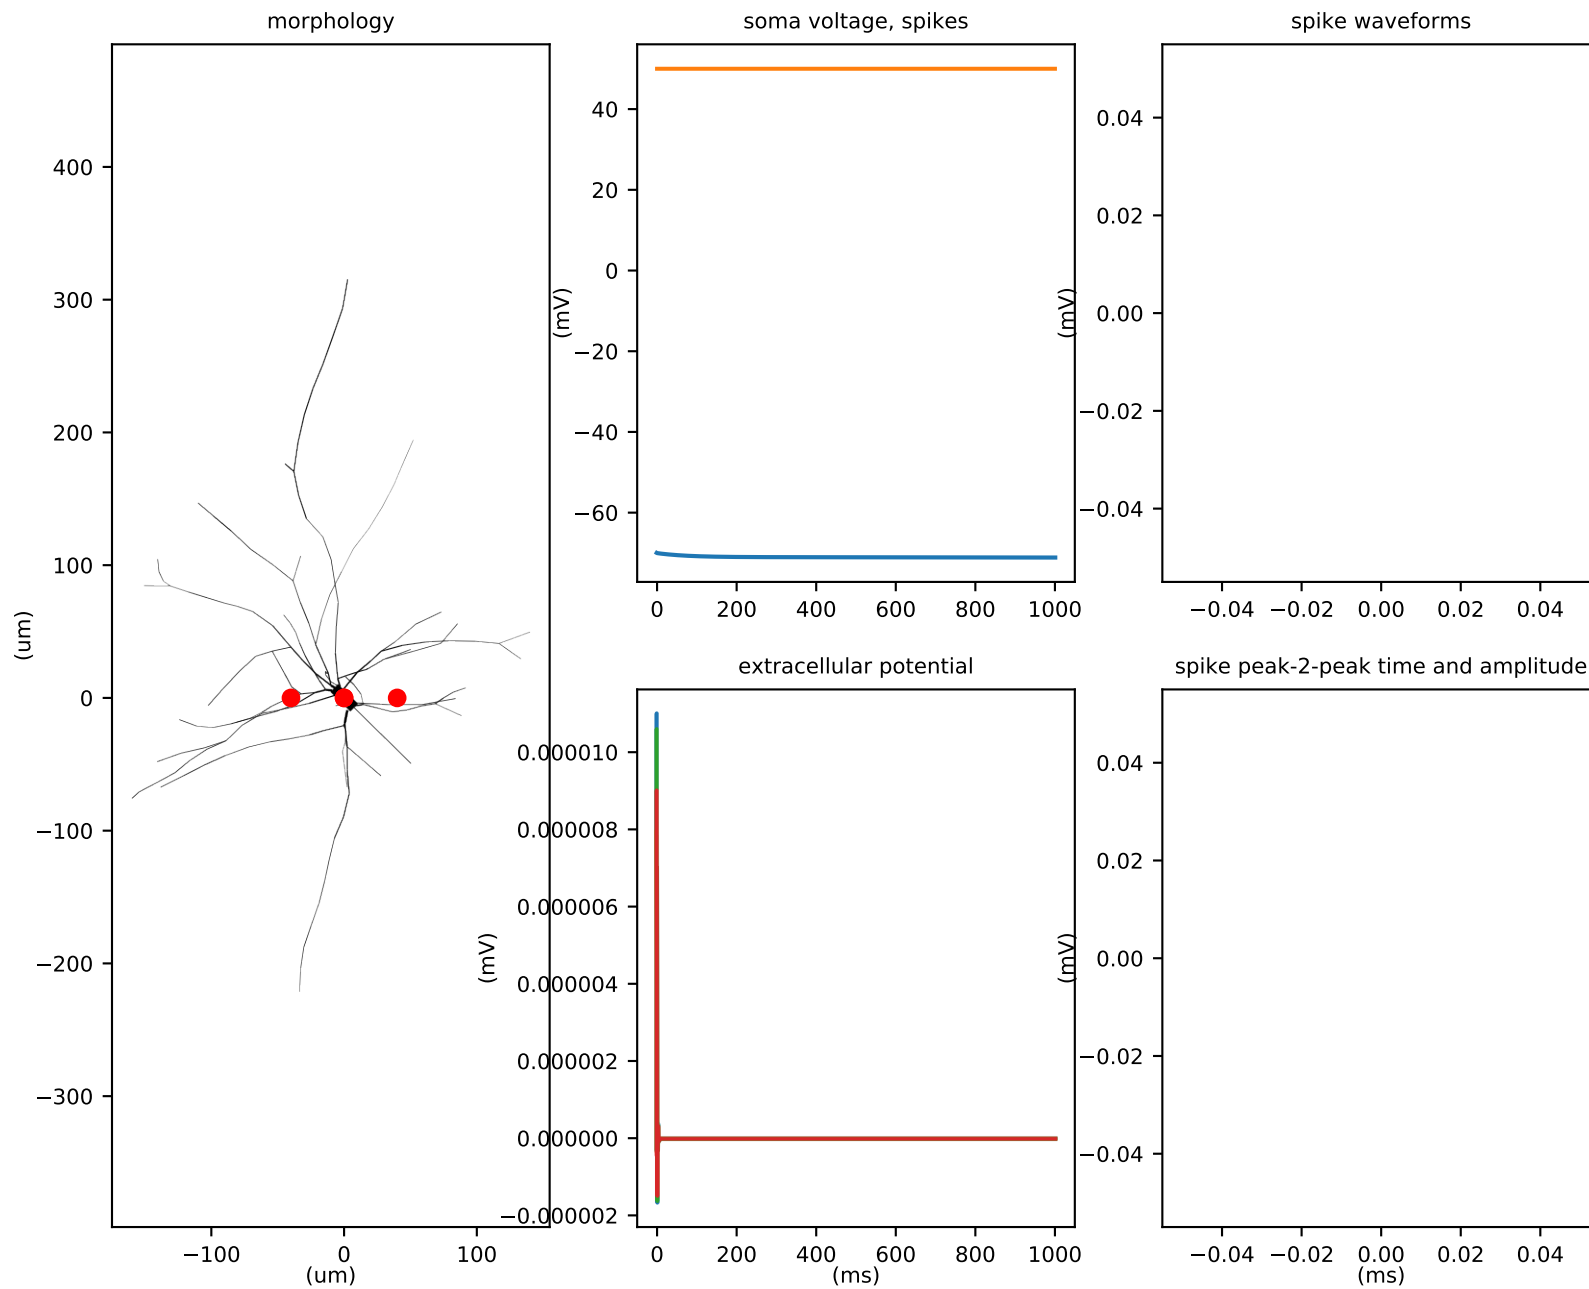 morphology
400
300
200
100
0
−100
−200
−300
(um)
−100 0 100
(um)
soma voltage, spikes
40
20
0
−20
−40
−60
(mV)
0 200 400 600 800 1000
spike waveforms
0.04
0.02
0.00
−0.02
−0.04
(mV)
−0.04 −0.02 0.00 0.02 0.04
extracellular potential
0.000010
0.000008
0.000006
0.000004
0.000002
0.000000
−0.000002
(mV)
0 200 400 600 800 1000
(ms)
spike peak-2-peak time and amplitude
0.04
0.02
0.00
−0.02
−0.04
(mV)
−0.04 −0.02 0.00 0.02 0.04
(ms)